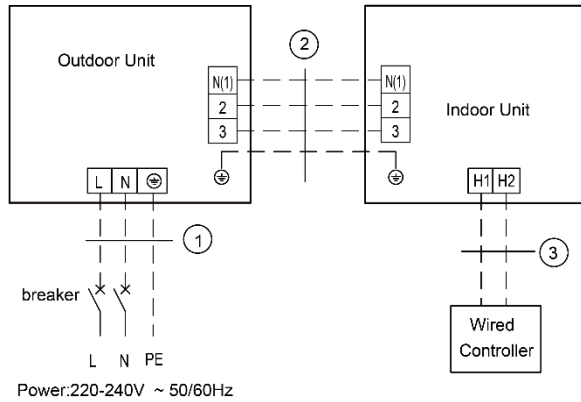 Outdoor Unit
N(1)
2
3
L N
2
N(1)
2
3
Indoor Unit
H1 H2
1
breaker
L N PE
Power:220-240V ~ 50/60Hz
3
Wired
Controller